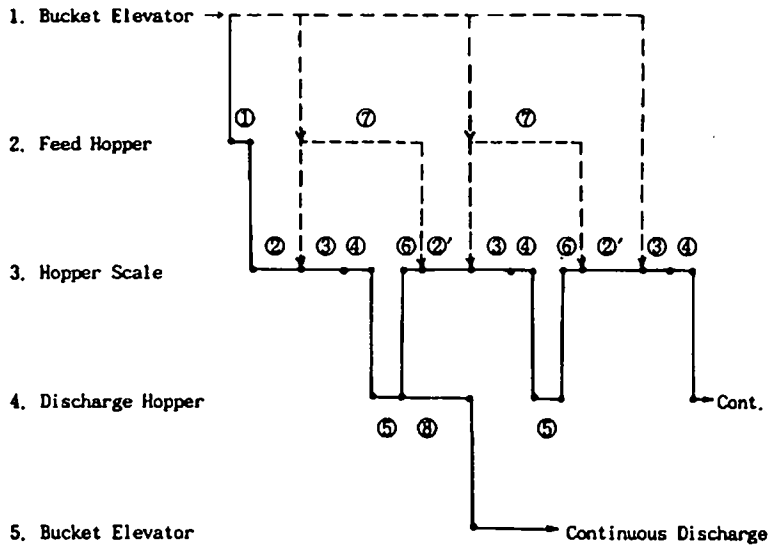 1. Bucket Elevator
① ⑦ ⑦
2. Feed Hopper
② ③ ④ ⑥ ②′ ③ ④ ⑥ ②′ ③ ④
3. Hopper Scale
4. Discharge Hopper Cont.
⑤ ⑧ ⑤
5. Bucket Elevator Continuous Discharge